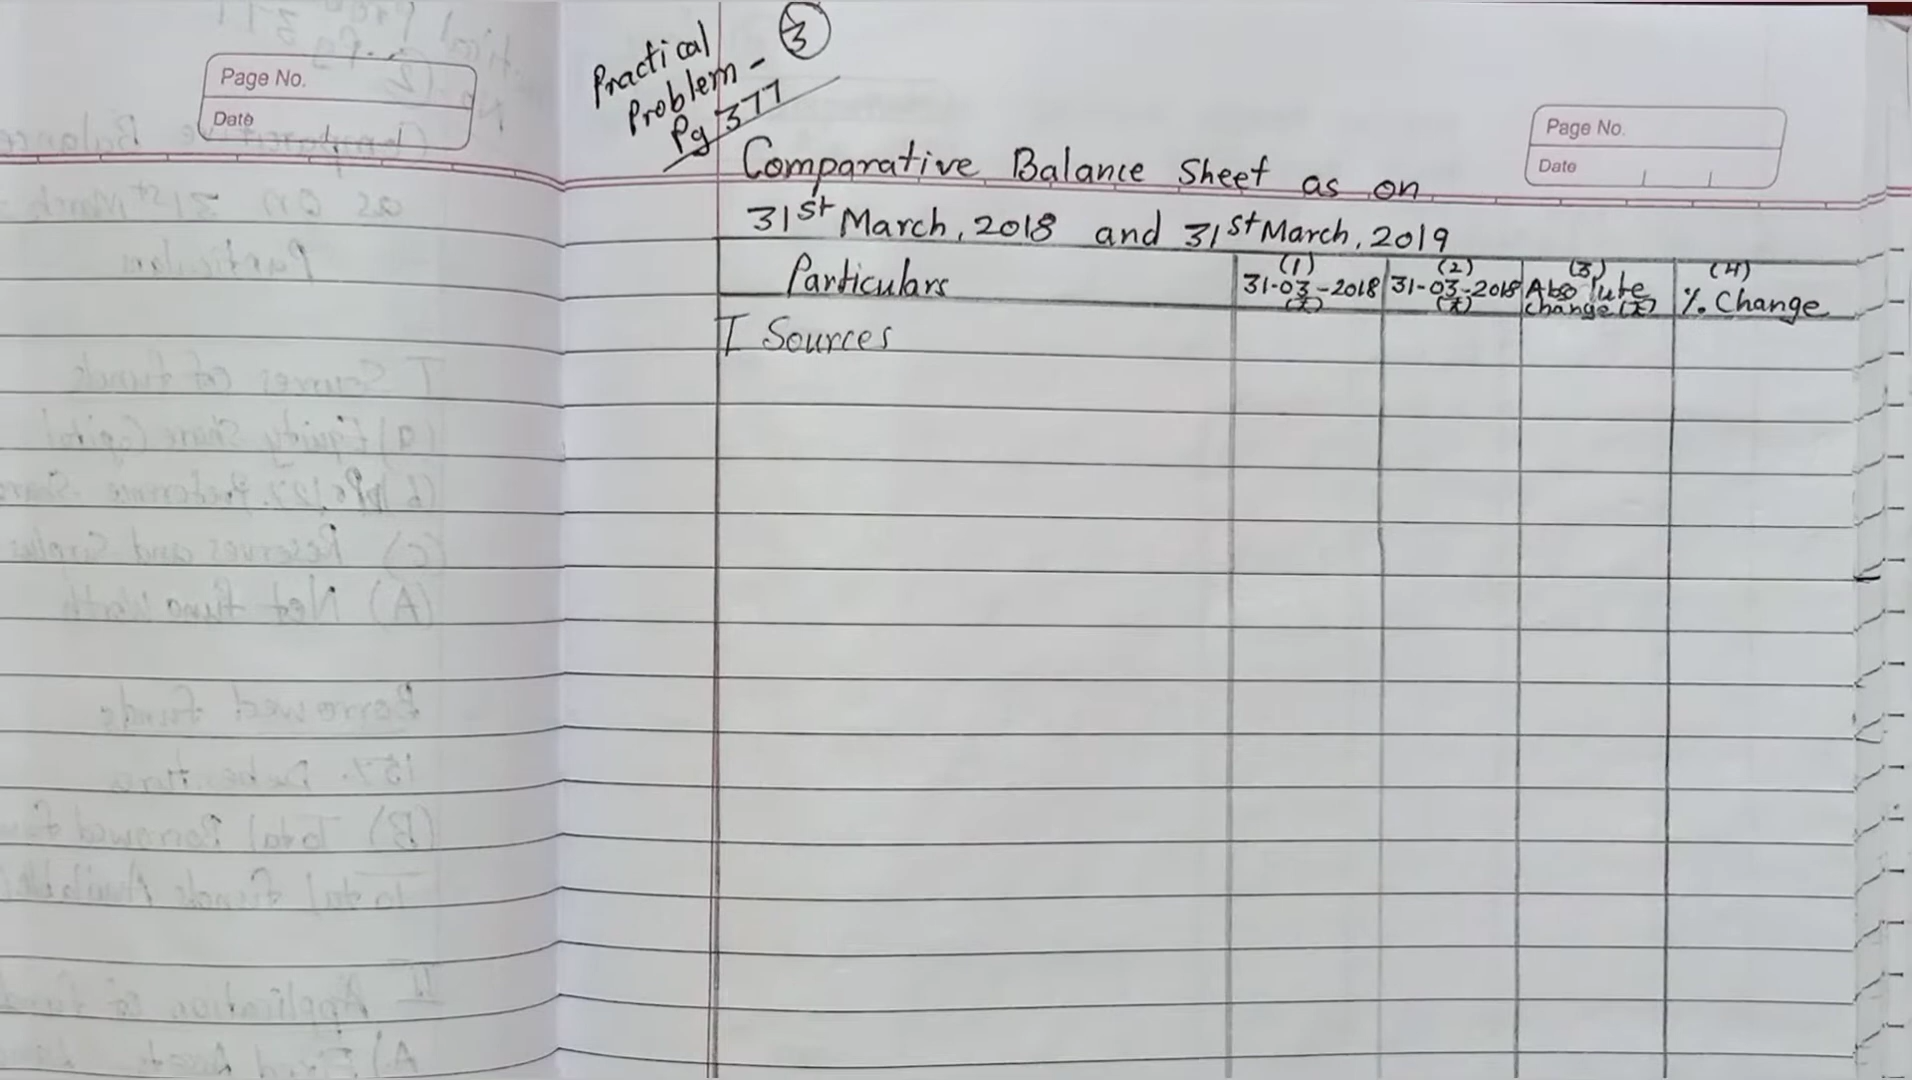 Page No.
Date
Practical
Problem - 3
Pg 377
Page No.
Date
Comparative Balance Sheet as on
31st March, 2018 and 31st March, 2019
Particulars
(1)
31-03-2018
(₹)
(2)
31-03-2018
(₹)
(3)
Absolute
Change (₹)
(4)
% Change
I Sources